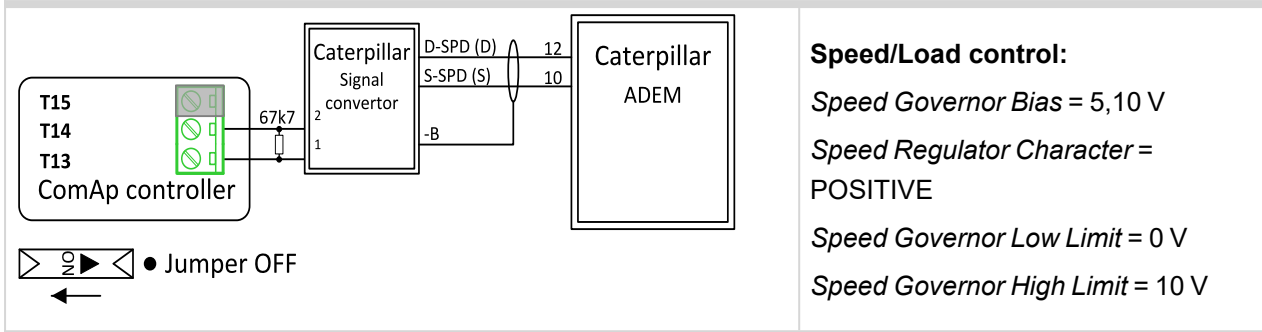 Caterpillar
Signal
convertor
D-SPD (D)
S-SPD (S)
12
10
Caterpillar
ADEM
T15
T14
T13
67k7
2
1
-B
ComAp controller
ON
Jumper OFF
Speed/Load control:
Speed Governor Bias = 5,10 V
Speed Regulator Character =
POSITIVE
Speed Governor Low Limit = 0 V
Speed Governor High Limit = 10 V